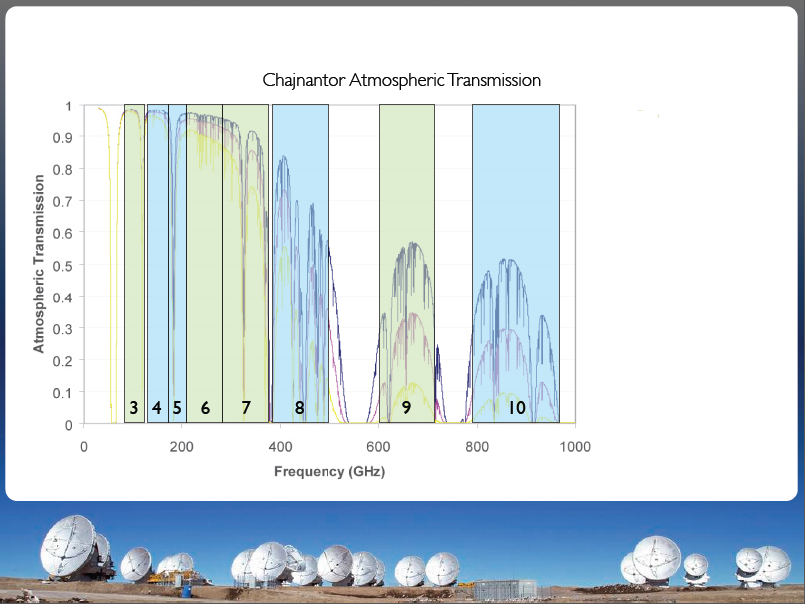 Chajnantor Atmospheric Transmission
Atmospheric Transmission
1
0.9
0.8
0.7
0.6
0.5
0.4
0.3
0.2
0.1
0
3 4 5 6 7 8 9 10
0 200 400 600 800 1000
Frequency (GHz)